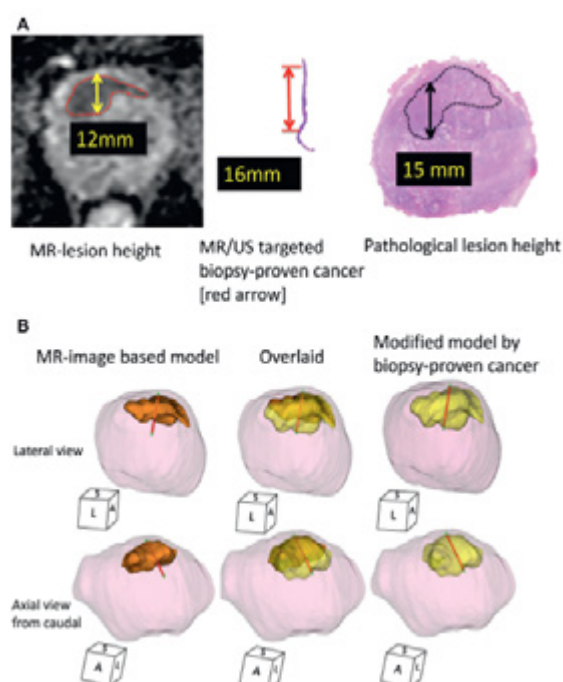 A
12mm
16mm
15 mm
MR-lesion height
MR/US targeted
biopsy-proven cancer
[red arrow]
Pathological lesion height
B
MR-image based model
Overlaid
Modified model by
biopsy-proven cancer
Lateral view
S
L
A
S
L
A
S
L
A
Axial view
from caudal
S
A
L
S
A
L
S
A
L